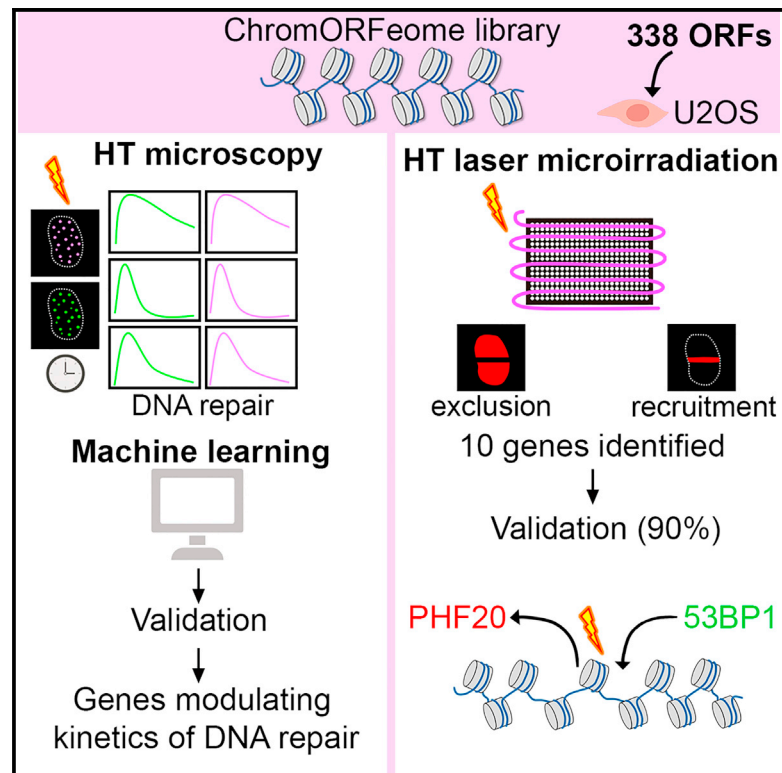 ChromORFeome library
338 ORFs
U2OS
HT microscopy
DNA repair
Machine learning
Validation
Genes modulating
kinetics of DNA repair
HT laser microirradiation
exclusion
recruitment
10 genes identified
Validation (90%)
PHF20
53BP1